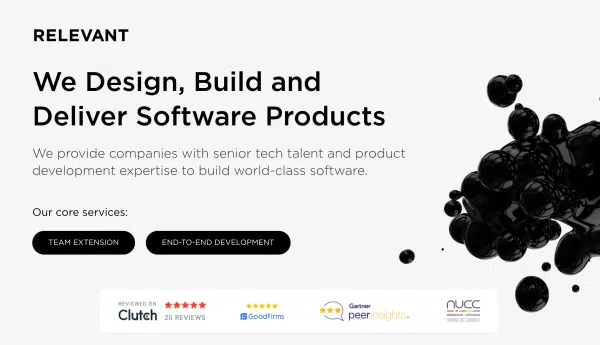 RELEVANT
We Design, Build and
Deliver Software Products
We provide companies with senior tech talent and product
development expertise to build world-class software.
Our core services:
TEAM EXTENSION
END-TO-END DEVELOPMENT
REVIEWED ON
Clutch
20 REVIEWS
GoodFirms
Gartner
peerinsights
nucc